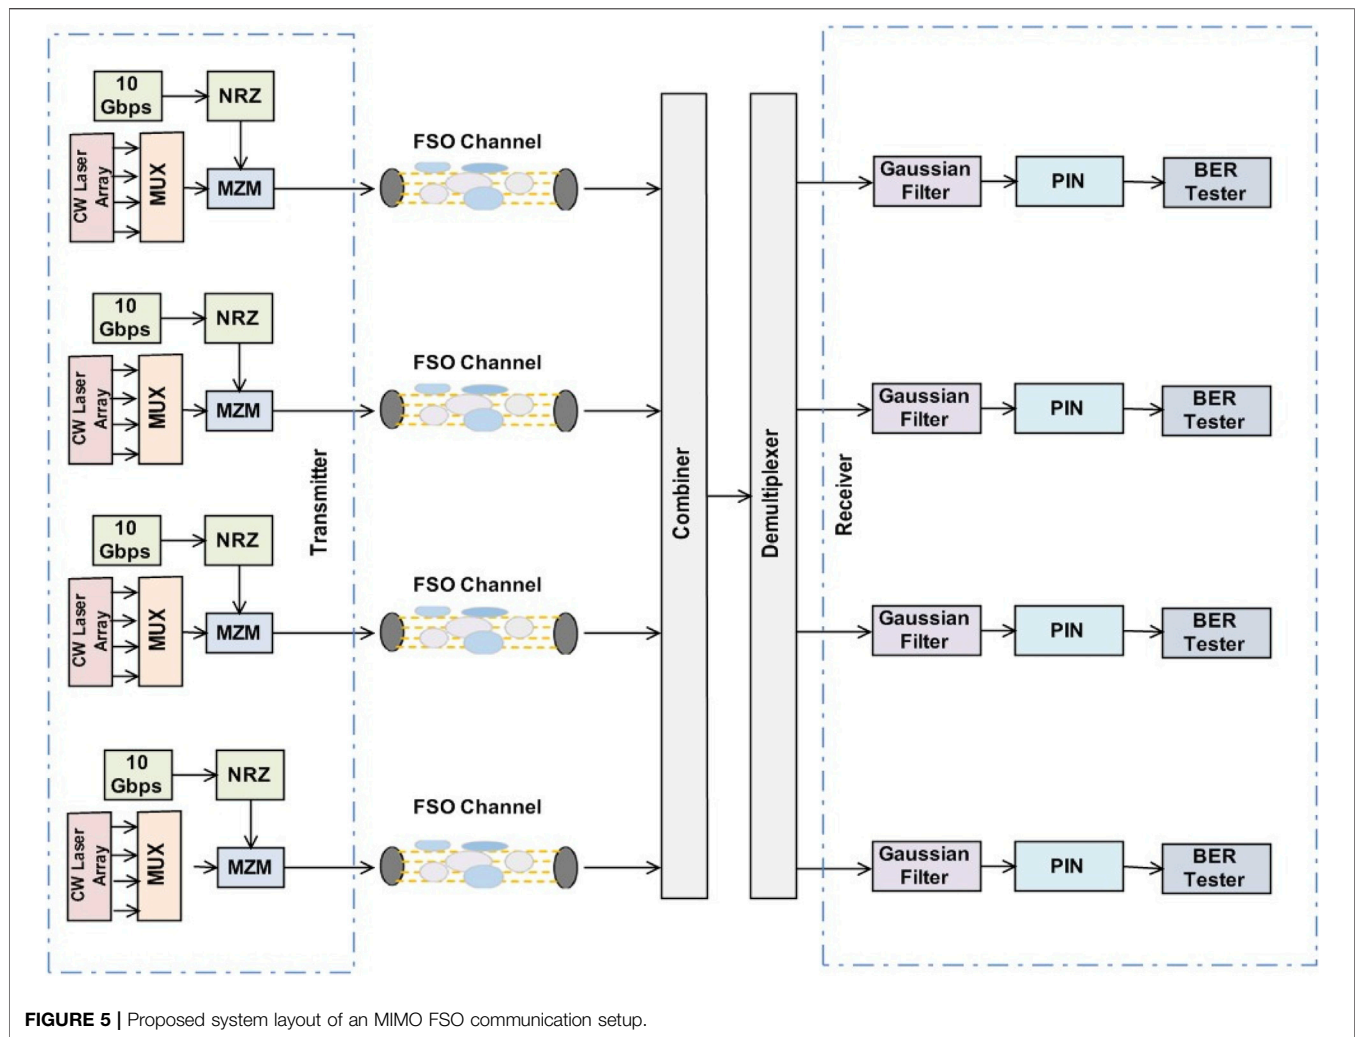 10
Gbps
NRZ
CW Laser
Array
MUX
MZM
FSO Channel
Gaussian
Filter
PIN
BER
Tester
10
Gbps
NRZ
CW Laser
Array
MUX
MZM
FSO Channel
Gaussian
Filter
PIN
BER
Tester
Transmitter
Combiner
Demultiplexer
Receiver
10
Gbps
NRZ
CW Laser
Array
MUX
MZM
FSO Channel
Gaussian
Filter
PIN
BER
Tester
10
Gbps
NRZ
CW Laser
Array
MUX
MZM
FSO Channel
Gaussian
Filter
PIN
BER
Tester
FIGURE 5 | Proposed system layout of an MIMO FSO communication setup.